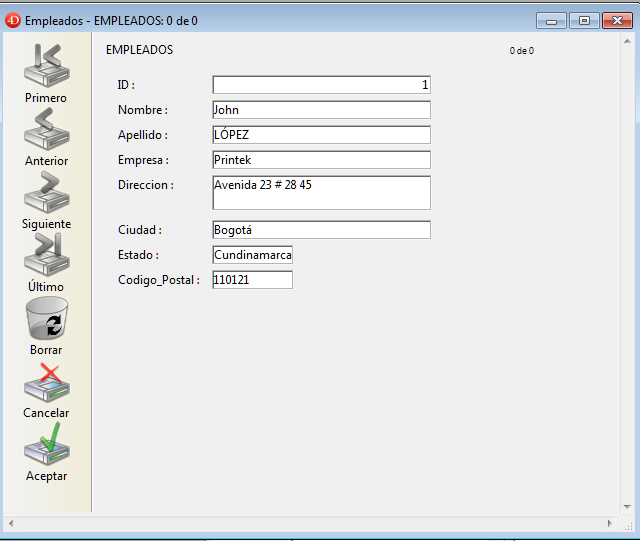 4D Empleados - EMPLEADOS: 0 de 0
EMPLEADOS 0 de 0
Primero
Anterior
Siguiente
Último
Borrar
Cancelar
Aceptar
ID : 1
Nombre : John
Apellido : LÓPEZ
Empresa : Printek
Direccion : Avenida 23 # 28 45
Ciudad : Bogotá
Estado : Cundinamarca
Codigo_Postal : 110121